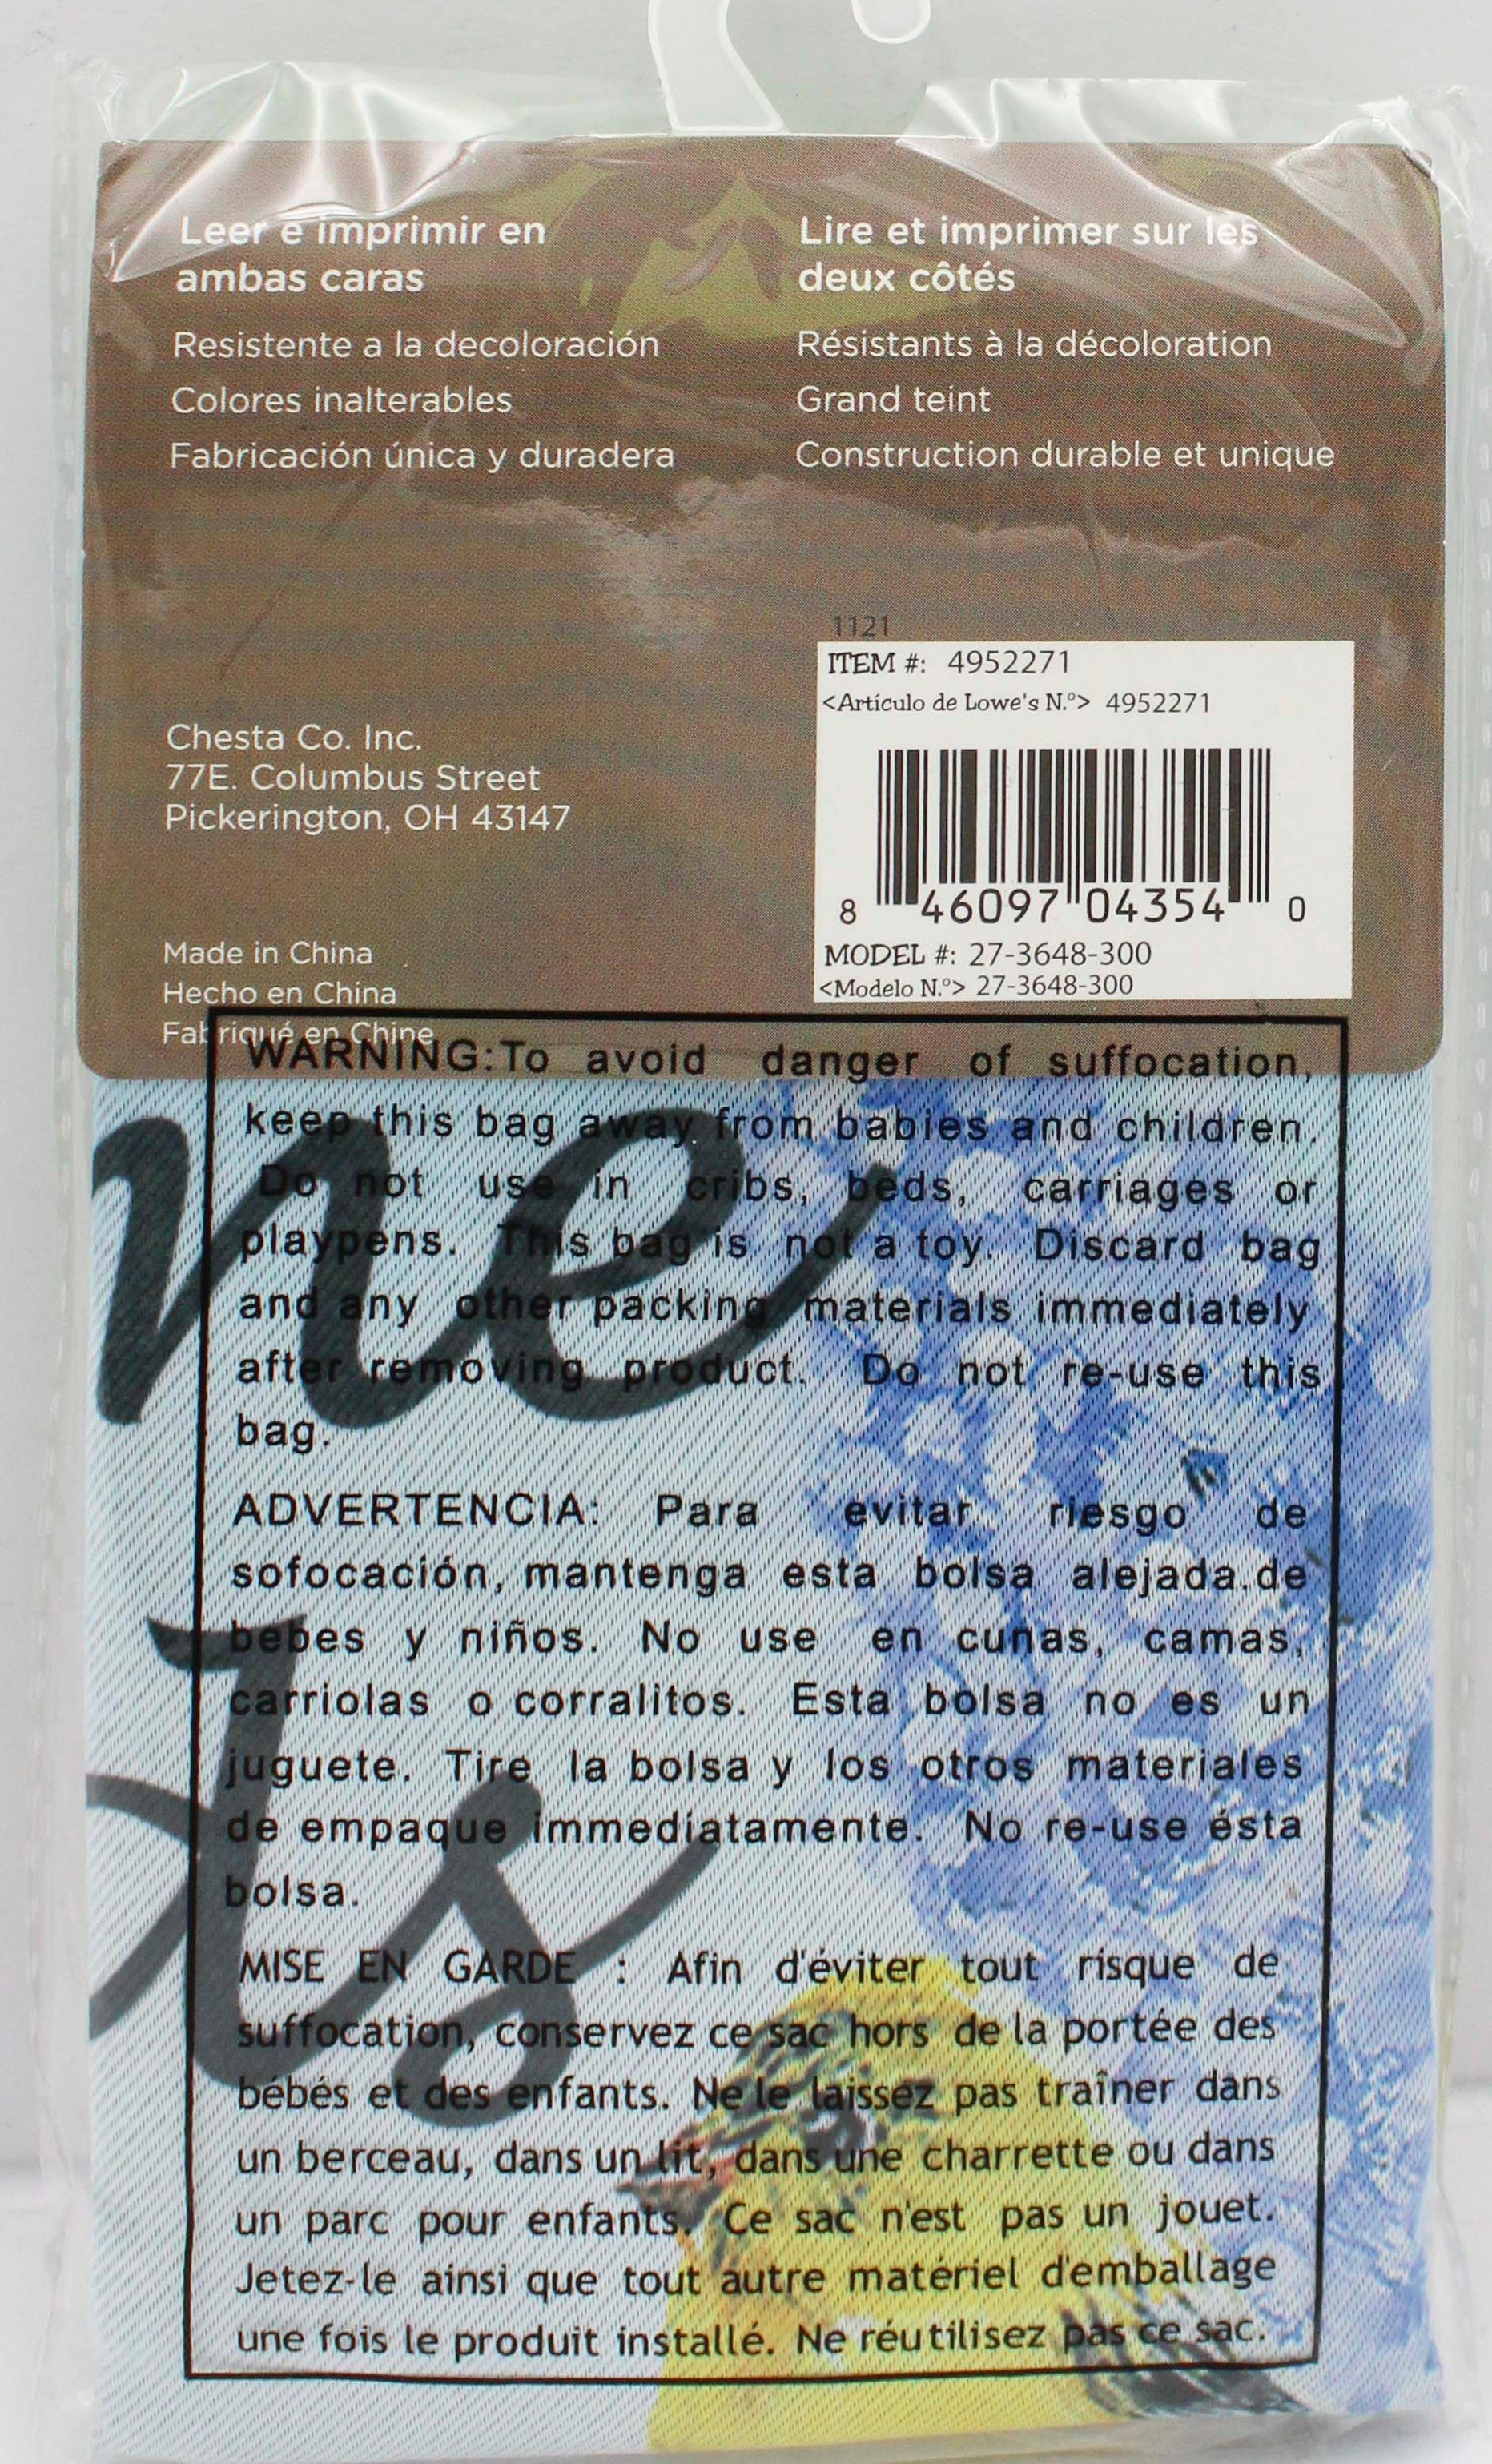 Leer e imprimir en
ambas caras
Resistente a la decoloración
Colores inalterables
Fabricación única y duradera
Lire et imprimer sur les
deux côtés
Résistants à la décoloration
Grand teint
Construction durable et unique
Chesta Co. Inc.
77E. Columbus Street
Pickerington, OH 43147
1121
ITEM #: 4952271
<Artículo de Lowe's N.º> 4952271
8 46097 04354 0
MODEL #: 27-3648-300
<Modelo N.º> 27-3648-300
Made in China
Hecho en China
Fabriqué en Chine
WARNING:To avoid danger of suffocation,
keep this bag away from babies and children.
Do not use in cribs, beds, carriages or
playpens. This bag is not a toy. Discard bag
and any other packing materials immediately
after removing product. Do not re-use this
bag.
ADVERTENCIA: Para evitar riesgo de
sofocación, mantenga esta bolsa alejada.de
bebes y niños. No use en cunas, camas,
carriolas o corralitos. Esta bolsa no es un
juguete. Tire la bolsa y los otros materiales
de empaque immediatamente. No re-use ésta
bolsa.
MISE EN GARDE : Afin d'éviter tout risque de
suffocation, conservez ce sac hors de la portée des
bébés et des enfants. Ne le laissez pas traîner dans
un berceau, dans un lit, dans une charrette ou dans
un parc pour enfants. Ce sac n'est pas un jouet.
Jetez-le ainsi que tout autre matériel d'emballage
une fois le produit installé. Ne réutilisez pas ce sac.